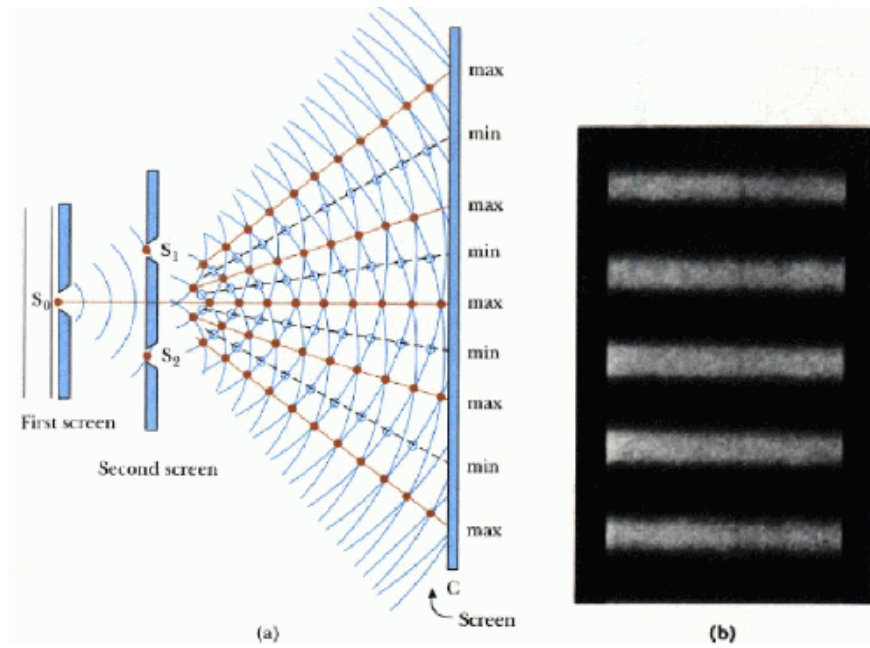 max
min
max
S₁
min
S₀
max
S₂
min
max
First screen
min
Second screen
max
C
Screen
(a)
(b)